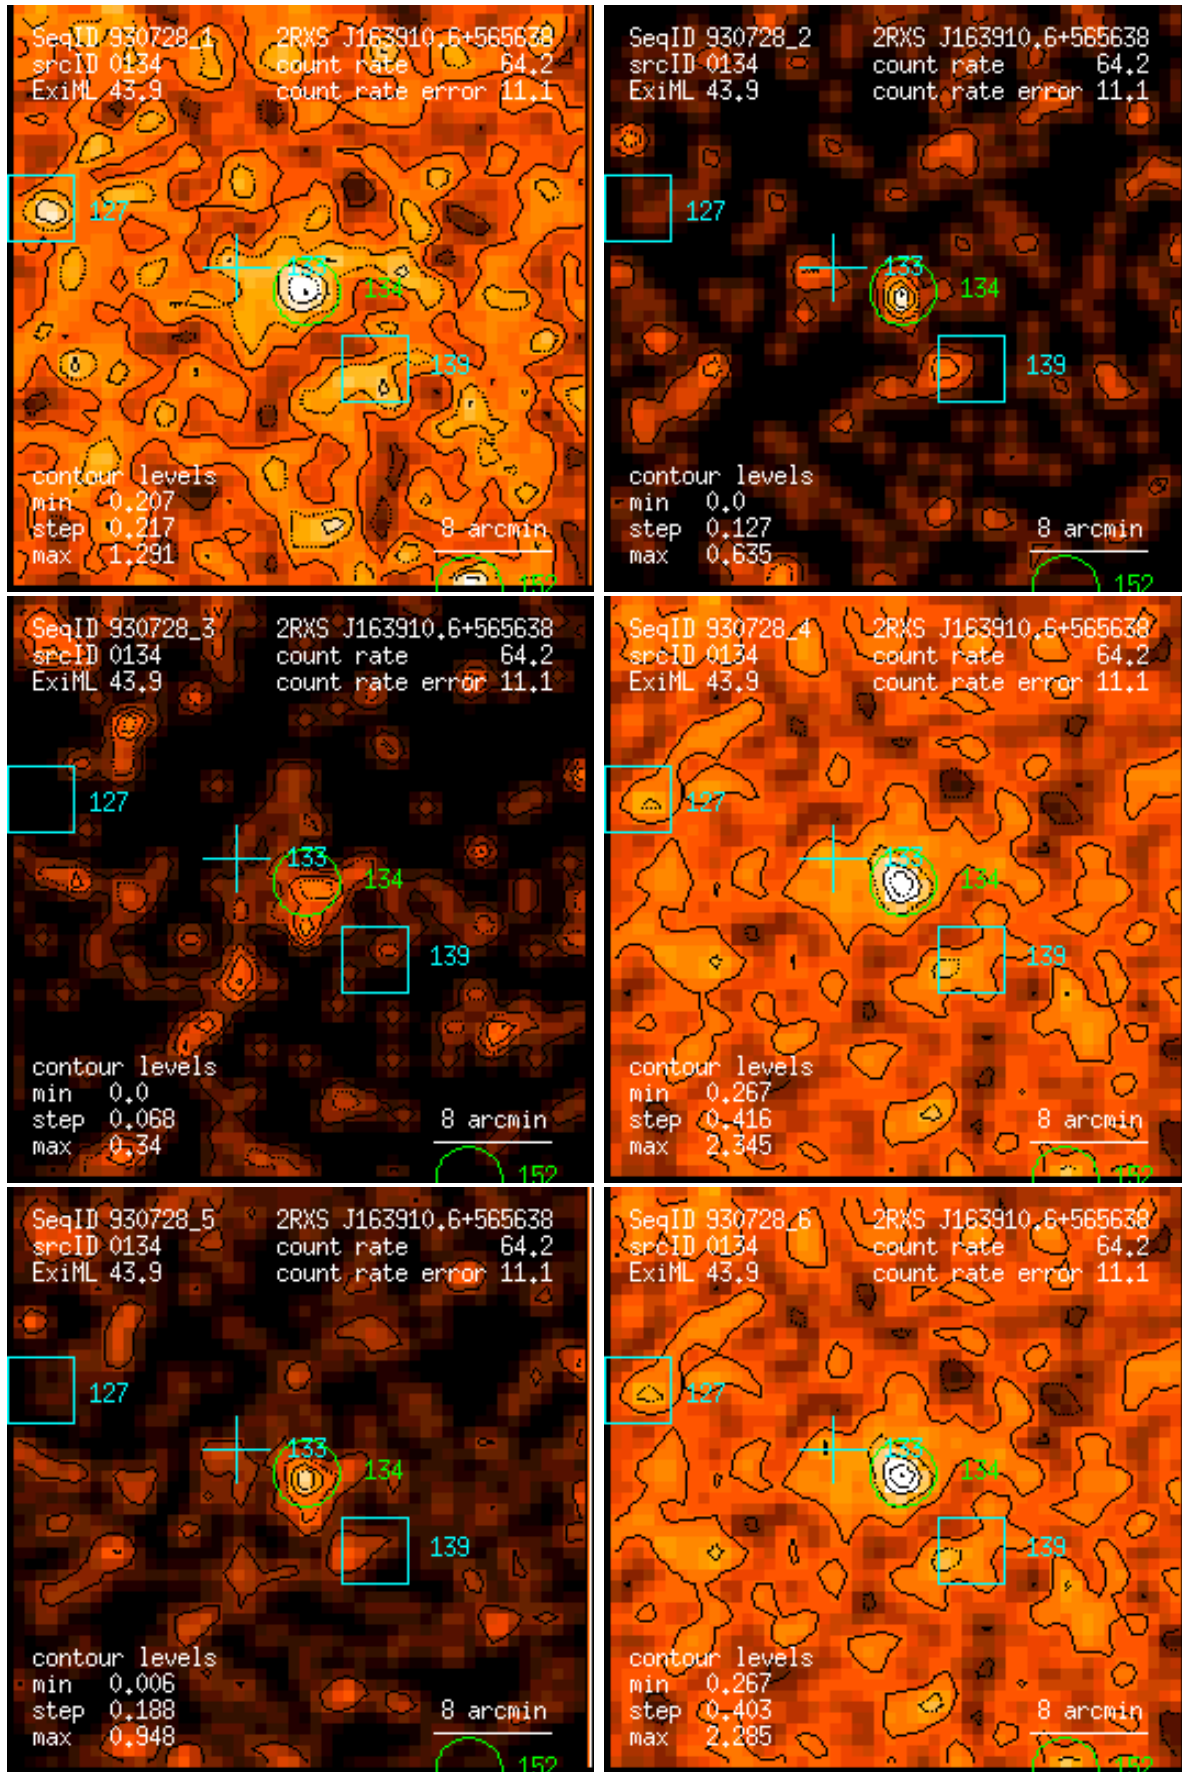 SeqID 930728_1 2RXS J163910.6+565638
srcID 0134 count rate 64.2
ExiML 43.9 count rate error 11.1
127
133
134
139
contour levels
min 0.207
step 0.217
max 1.291
8 arcmin
152
SeqID 930728_2 2RXS J163910.6+565638
srcID 0134 count rate 64.2
ExiML 43.9 count rate error 11.1
127
133
134
139
contour levels
min 0.0
step 0.127
max 0.635
8 arcmin
152
SeqID 930728_3 2RXS J163910.6+565638
srcID 0134 count rate 64.2
ExiML 43.9 count rate error 11.1
127
133
134
139
contour levels
min 0.0
step 0.068
max 0.34
8 arcmin
152
SeqID 930728_4 2RXS J163910.6+565638
srcID 0134 count rate 64.2
ExiML 43.9 count rate error 11.1
127
133
134
139
contour levels
min 0.267
step 0.416
max 2.345
8 arcmin
152
SeqID 930728_5 2RXS J163910.6+565638
srcID 0134 count rate 64.2
ExiML 43.9 count rate error 11.1
127
133
134
139
contour levels
min 0.006
step 0.188
max 0.948
8 arcmin
152
SeqID 930728_6 2RXS J163910.6+565638
srcID 0134 count rate 64.2
ExiML 43.9 count rate error 11.1
127
133
134
139
contour levels
min 0.267
step 0.403
max 2.285
8 arcmin
152